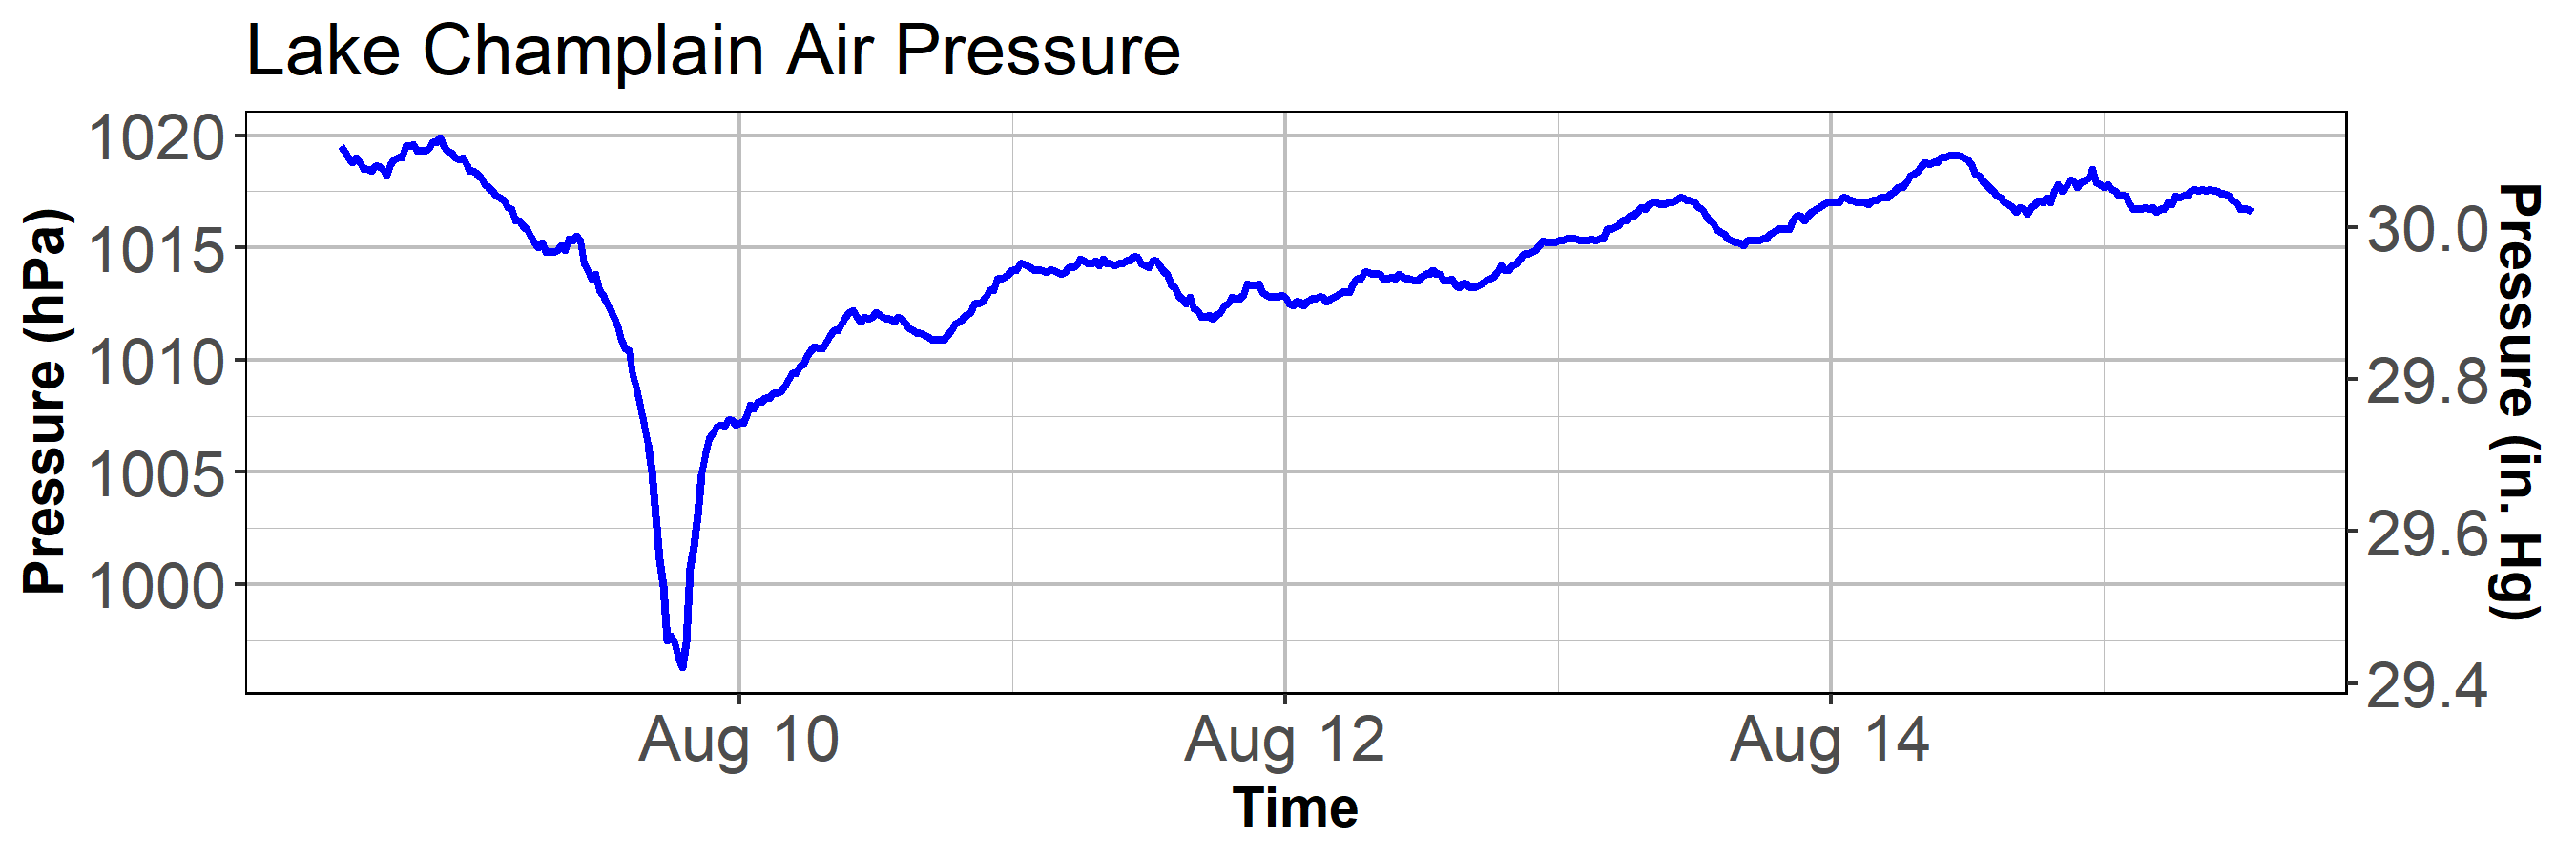 Lake Champlain Air Pressure
Pressure (hPa)
1020
1015
1010
1005
1000
30.0
29.8
29.6
29.4
Pressure (in. Hg)
Aug 10
Aug 12
Aug 14
Time